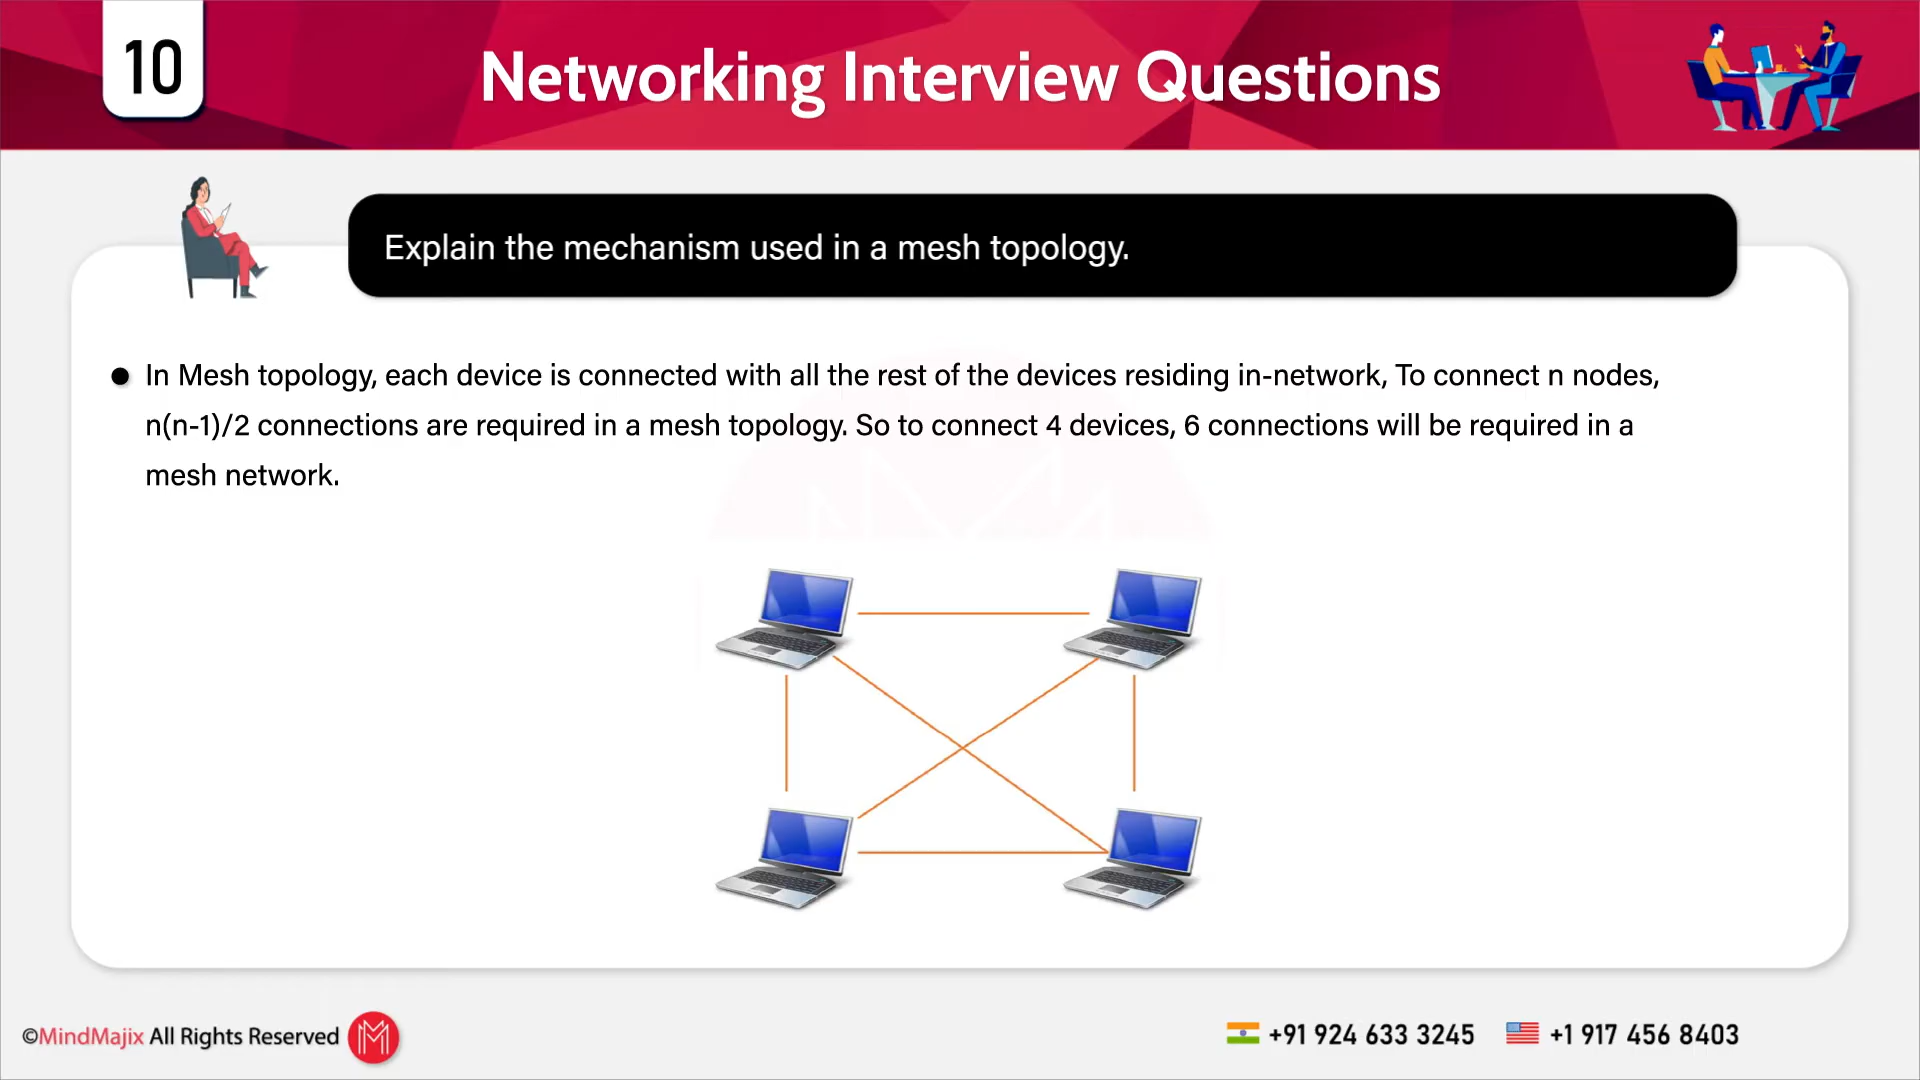 10
Networking Interview Questions
Explain the mechanism used in a mesh topology.
● In Mesh topology, each device is connected with all the rest of the devices residing in-network, To connect n nodes,
n(n-1)/2 connections are required in a mesh topology. So to connect 4 devices, 6 connections will be required in a
mesh network.
©MindMajix All Rights Reserved
+91 924 633 3245
+1 917 456 8403